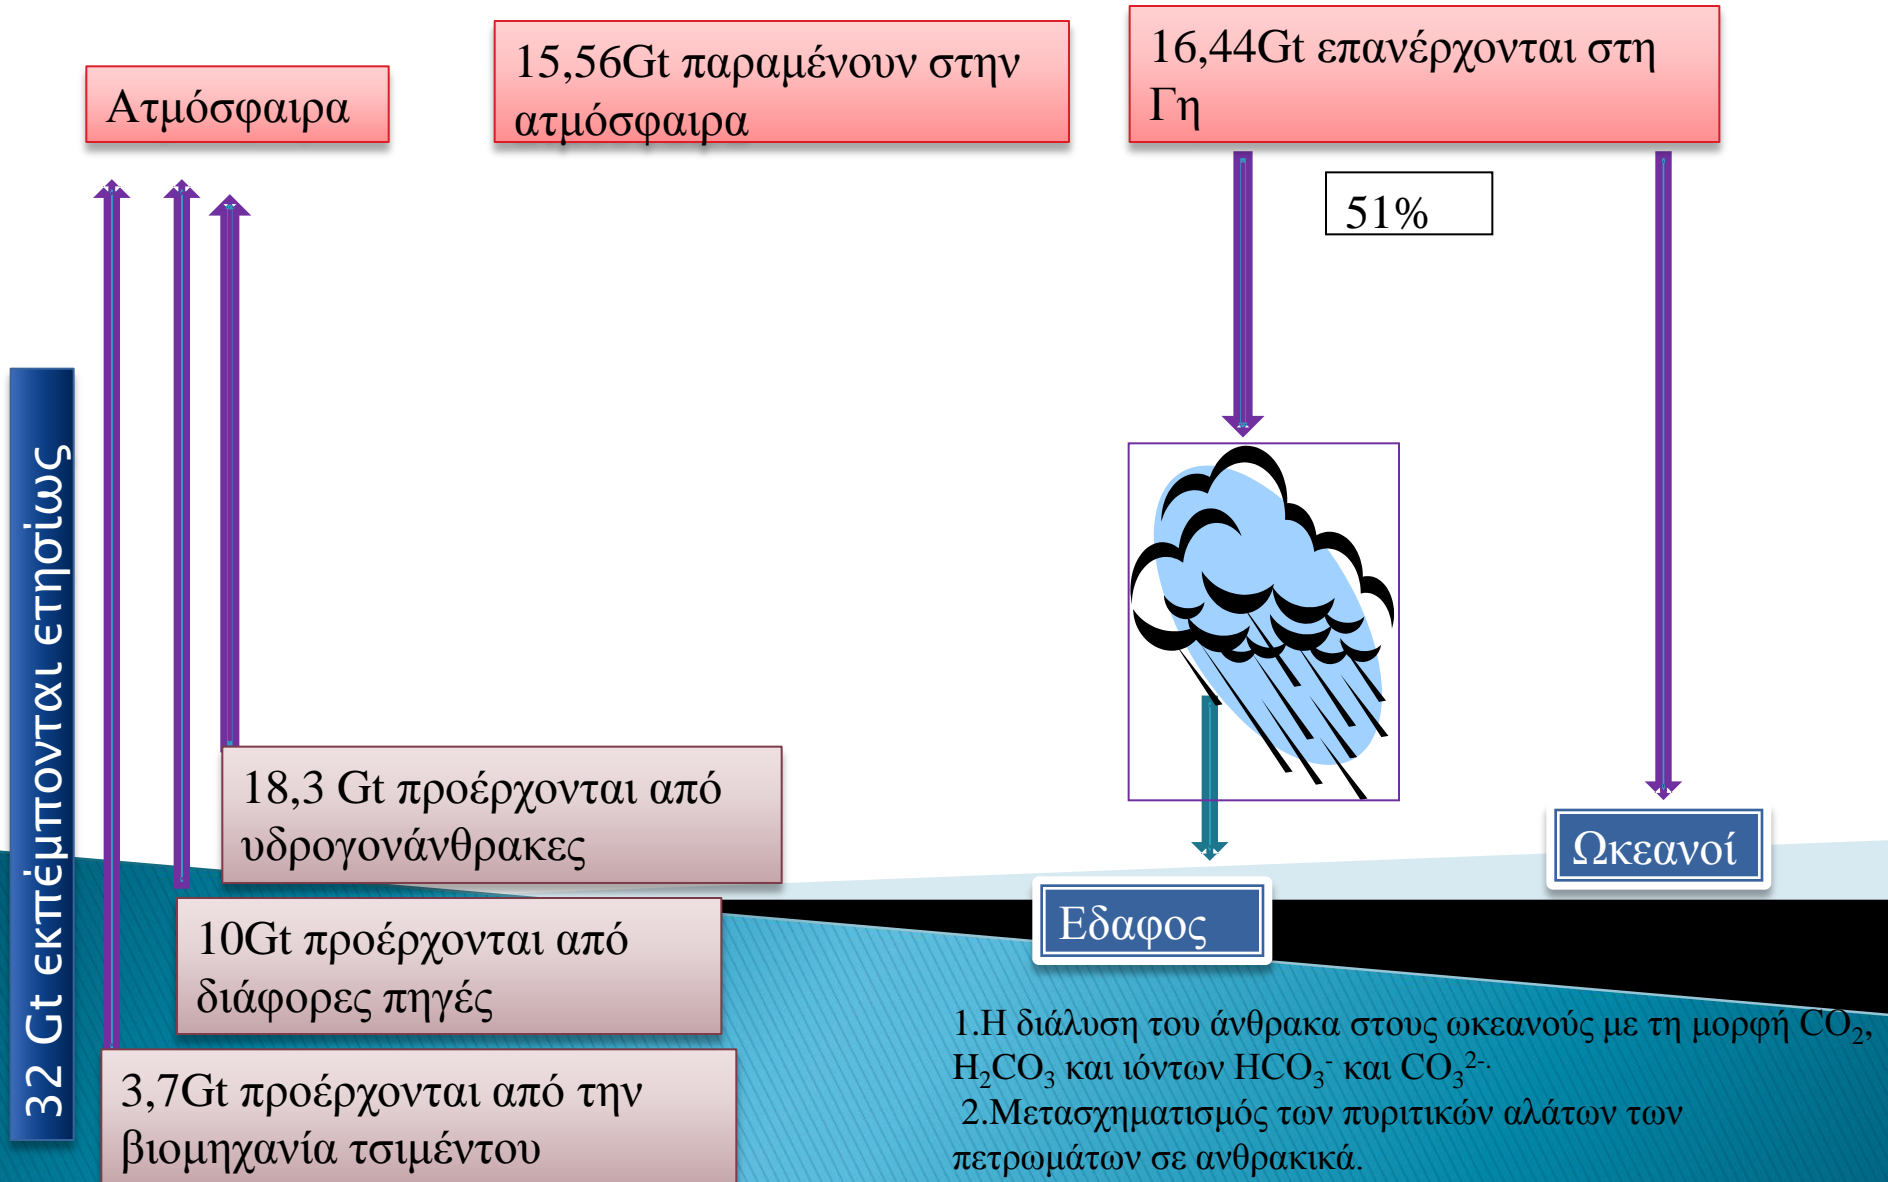 Ατμόσφαιρα
15,56Gt παραμένουν στην
ατμόσφαιρα
16,44Gt επανέρχονται στη
Γη
51%
32 Gt εκπέμπονται ετησίως
18,3 Gt προέρχονται από
υδρογονάνθρακες
10Gt προέρχονται από
διάφορες πηγές
3,7Gt προέρχονται από την
βιομηχανία τσιμέντου
Ωκεανοί
Εδαφος
1.Η διάλυση του άνθρακα στους ωκεανούς με τη μορφή CO₂,
H₂CO₃ και ιόντων HCO₃⁻ και CO₃²⁻·
2.Μετασχηματισμός των πυριτικών αλάτων των
πετρωμάτων σε ανθρακικά.